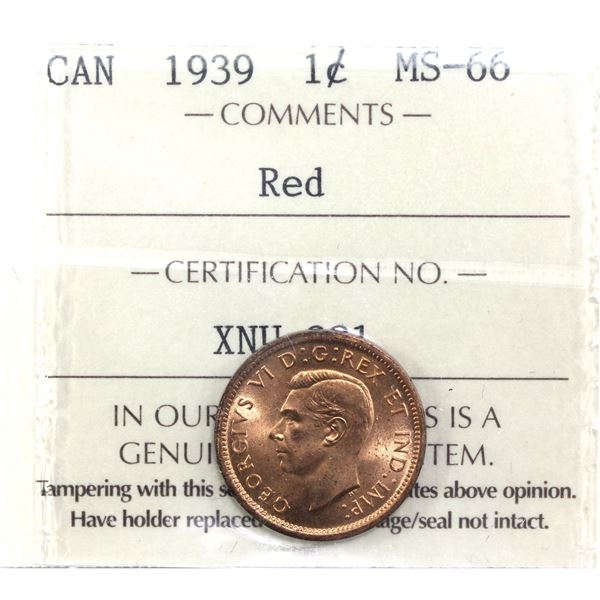 CAN 1939 1¢ MS-66
— COMMENTS —
Red
— CERTIFICATION NO. —
XNU
GEORGIVS VI D:G:REX ET IND:IMP:
IN OUR S IS A
GENUI TEM.
Tampering with this se tes above opinion.
Have holder replaced age/seal not intact.